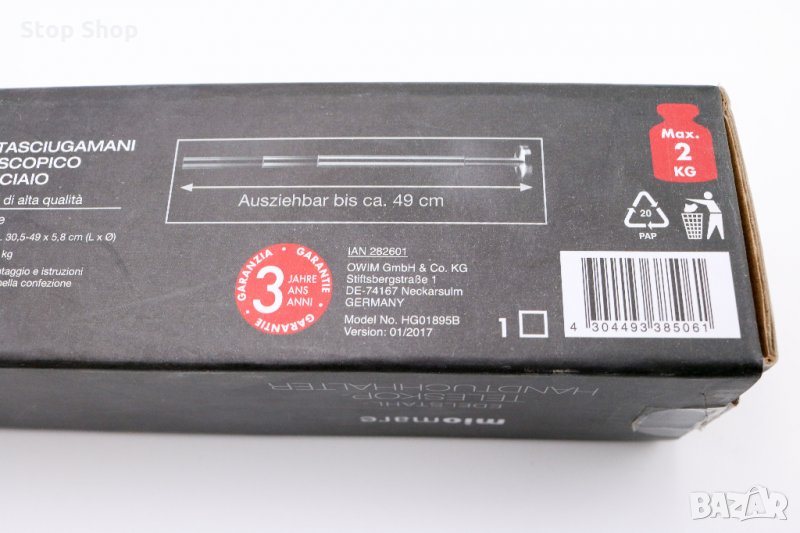 Stop Shop
TASCIUGAMANI
SCOPICO
CIAIO
di alta qualità
. 30,5-49 x 5,8 cm (L x Ø)
kg
taggio e istruzioni
ella confezione
Ausziehbar bis ca. 49 cm
GARANZIA • GARANTIE
3 JAHRE
ANS
ANNI
GARANTIE • GARANTIE
IAN 282601
OWIM GmbH & Co. KG
Stiftsbergstraße 1
DE-74167 Neckarsulm
GERMANY
Model No. HG01895B
Version: 01/2017
1
Max.
2
KG
20
PAP
4 304493 385061
EDELSTAHL
TELESKOP
HANDTUCHHALTER
miomare
BAZAR